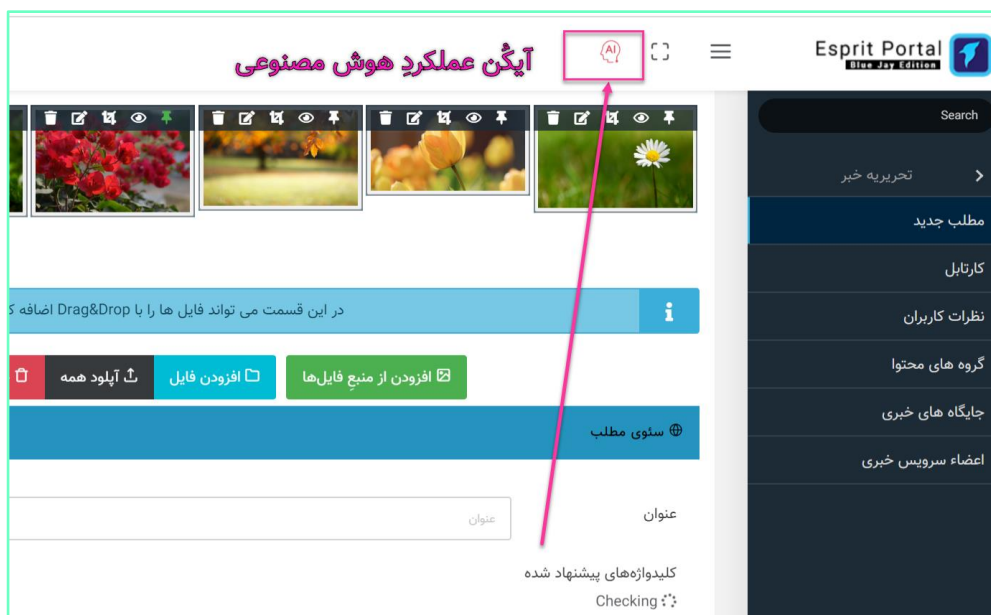 آیکُن عملکردِ هوش مصنوعی
AI
Esprit Portal
Blue Jay Edition
Search
تحریریه خبر
مطلب جدید
کارتابل
نظرات کاربران
گروه های محتوا
جایگاه های خبری
اعضاء سرویس خبری
در این قسمت می تواند فایل ها را با Drag&Drop اضافه ک
افزودن از منبع فایل‌ها
افزودن فایل
آپلود همه
سئوی مطلب
عنوان
عنوان
کلیدواژه‌های پیشنهاد شده
Checking